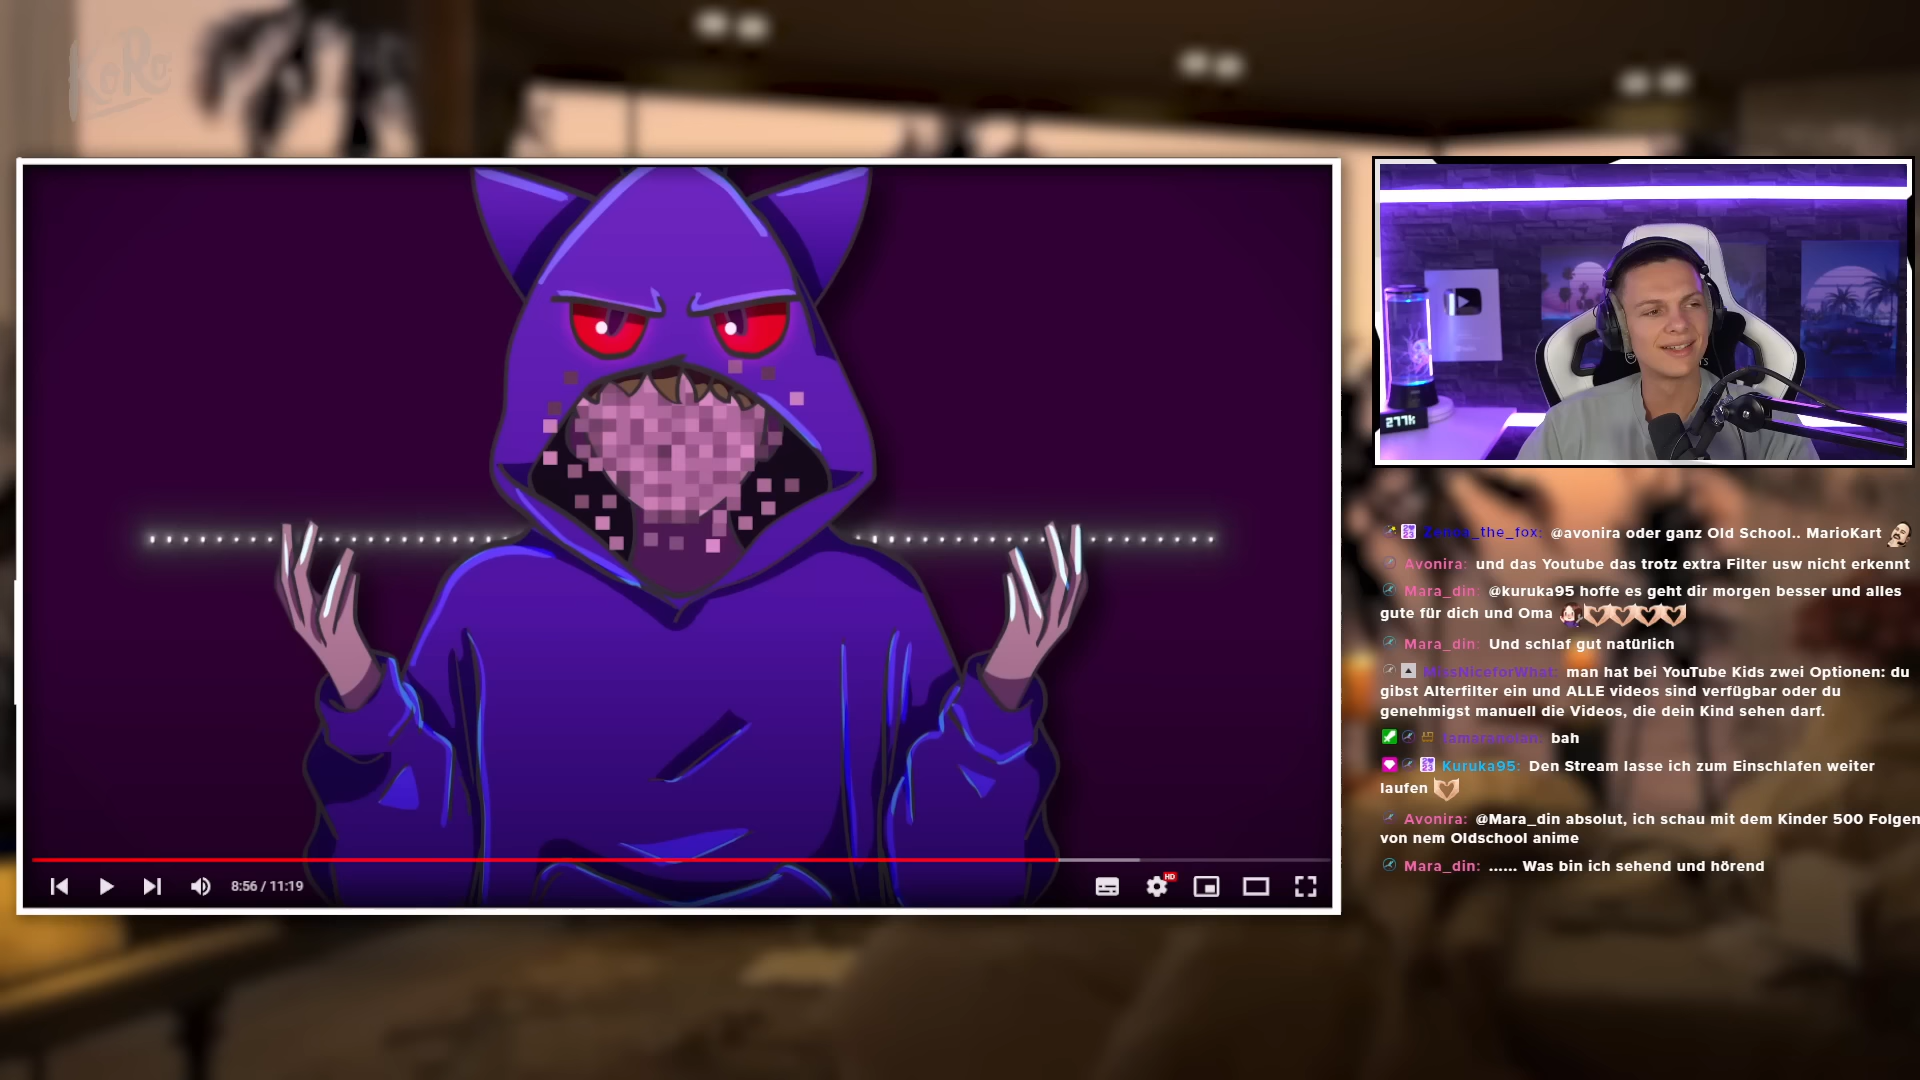 KoRo
277k
Zenoa_the_fox: @avonira oder ganz Old School.. MarioKart
Avonira: und das Youtube das trotz extra Filter usw nicht erkennt
Mara_din: @kuruka95 hoffe es geht dir morgen besser und alles
gute für dich und Oma
Mara_din: Und schlaf gut natürlich
MissNiceforWhat: man hat bei YouTube Kids zwei Optionen: du
gibst Alterfilter ein und ALLE videos sind verfügbar oder du
genehmigst manuell die Videos, die dein Kind sehen darf.
bah
Kuruka95: Den Stream lasse ich zum Einschlafen weiter
laufen
Avonira: @Mara_din absolut, ich schau mit dem Kinder 500 Folgen
von nem Oldschool anime
Mara_din: ...... Was bin ich sehend und hörend
8:56 / 11:19
HD